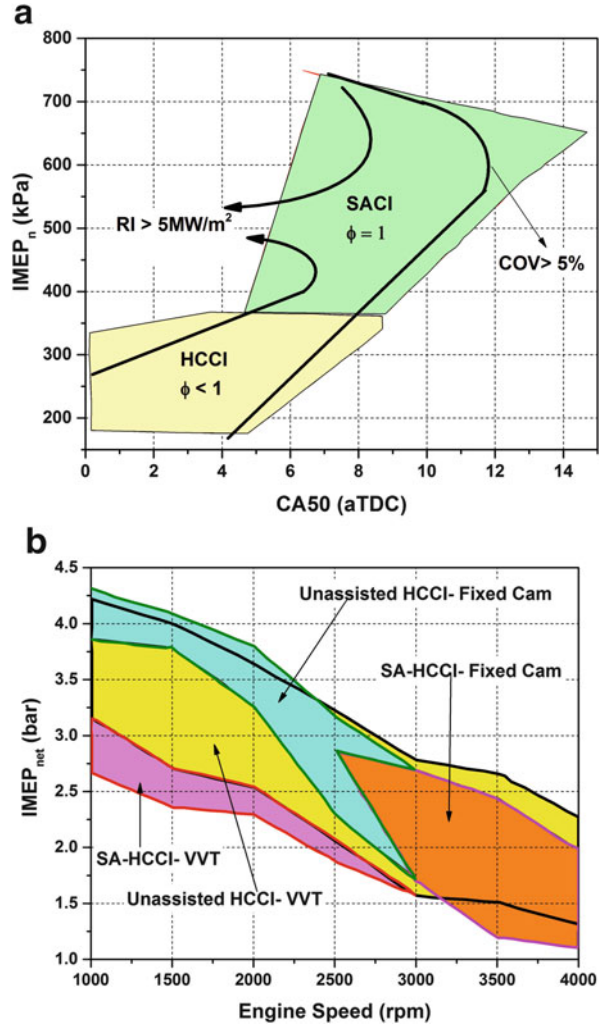 a
800
700
600
500
400
300
200
IMEPn (kPa)
RI > 5MW/m²
SACI
ϕ = 1
COV> 5%
HCCI
ϕ < 1
0 2 4 6 8 10 12 14
CA50 (aTDC)
b
4.5
4.0
3.5
3.0
2.5
2.0
1.5
1.0
IMEPnet (bar)
Unassisted HCCI- Fixed Cam
SA-HCCI- Fixed Cam
SA-HCCI- VVT
Unassisted HCCI- VVT
1000 1500 2000 2500 3000 3500 4000
Engine Speed (rpm)